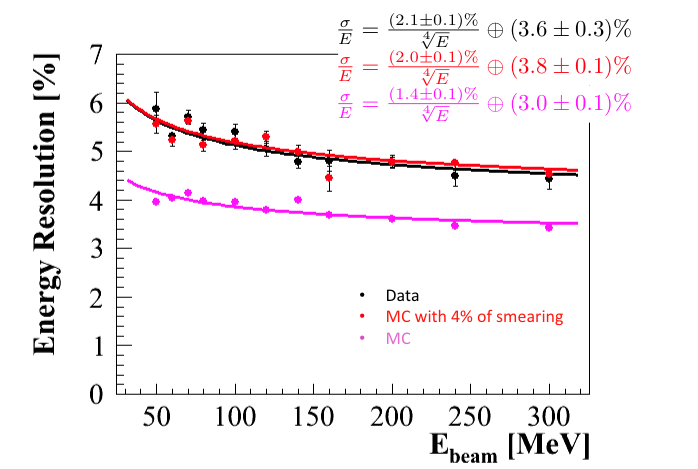 σ/E = (2.1±0.1)%/∜E ⊕ (3.6 ± 0.3)%
σ/E = (2.0±0.1)%/∜E ⊕ (3.8 ± 0.1)%
σ/E = (1.4±0.1)%/∜E ⊕ (3.0 ± 0.1)%
Energy Resolution [%]
7
6
5
4
3
2
1
0
Data
MC with 4% of smearing
MC
50 100 150 200 250 300
E_beam [MeV]